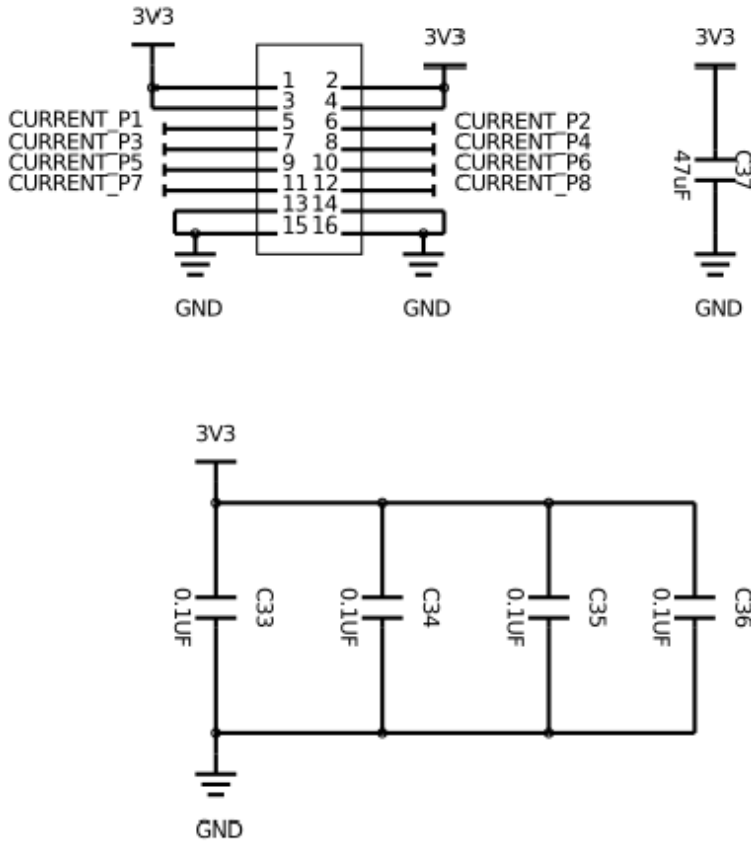 3V3
3V3
3V3
1 2
3 4
CURRENT_P1 5 6 CURRENT_P2
CURRENT_P3 7 8 CURRENT_P4
CURRENT_P5 9 10 CURRENT_P6
CURRENT_P7 11 12 CURRENT_P8
13 14
15 16
GND
GND
C37
47uF
GND
3V3
0.1UF
C33
0.1UF
C34
0.1UF
C35
0.1UF
C36
GND